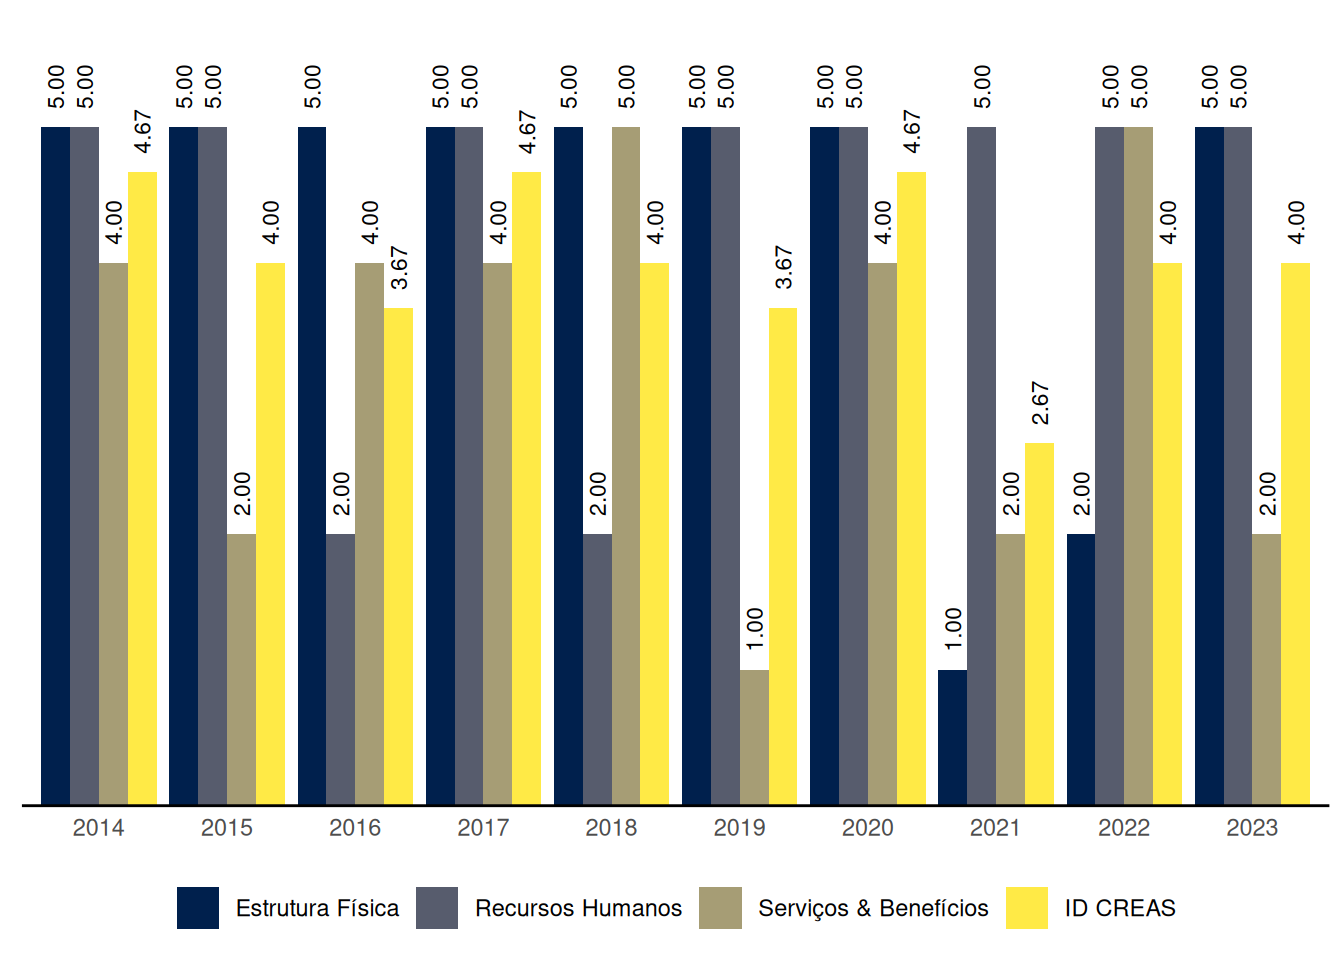 5.00 5.00 4.00 4.67
5.00 5.00 2.00 4.00
5.00 2.00 4.00 3.67
5.00 5.00 4.00 4.67
5.00 2.00 5.00 4.00
5.00 5.00 1.00 3.67
5.00 5.00 4.00 4.67
1.00 5.00 2.00 2.67
2.00 5.00 5.00 4.00
5.00 5.00 2.00 4.00
2014 2015 2016 2017 2018 2019 2020 2021 2022 2023
Estrutura Física Recursos Humanos Serviços & Benefícios ID CREAS